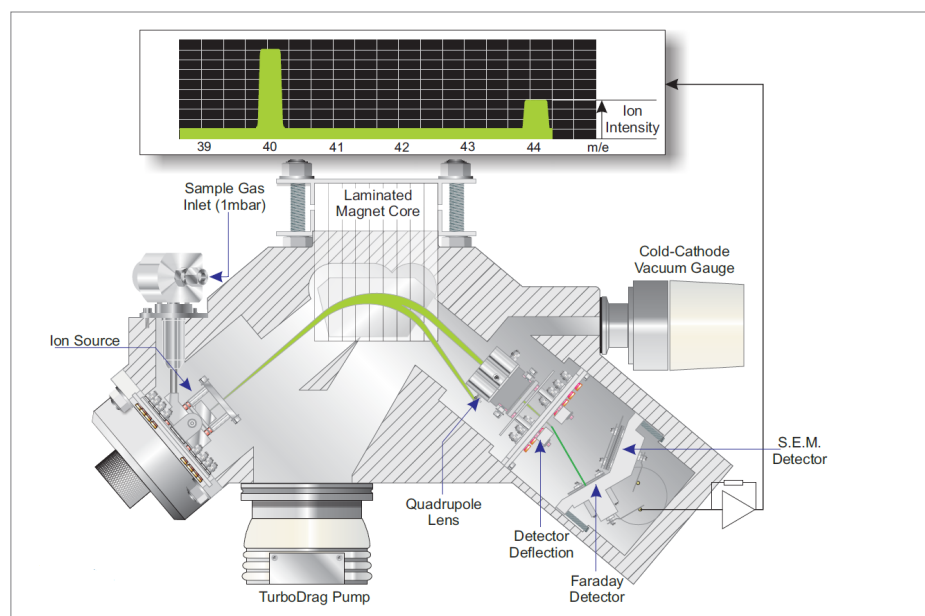 39 40 41 42 43 44 m/e
Ion
Intensity
Sample Gas
Inlet (1mbar)
Laminated
Magnet Core
Cold-Cathode
Vacuum Gauge
Ion Source
S.E.M.
Detector
Quadrupole
Lens
Detector
Deflection
Faraday
Detector
TurboDrag Pump